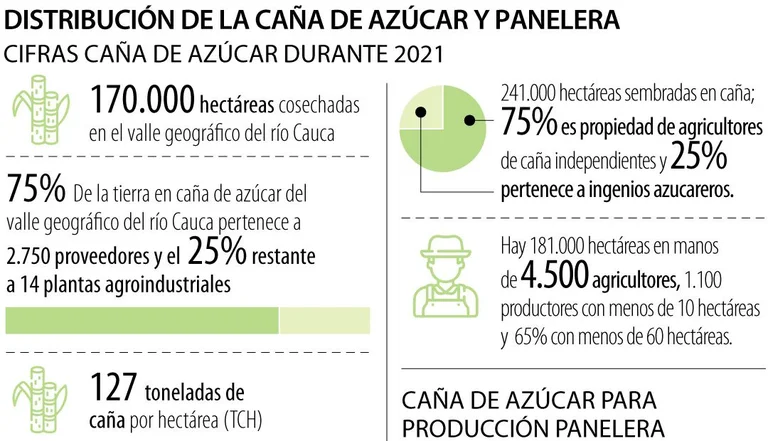 DISTRIBUCIÓN DE LA CAÑA DE AZÚCAR Y PANELERA
CIFRAS CAÑA DE AZÚCAR DURANTE 2021
170.000 hectáreas cosechadas
en el valle geográfico del río Cauca
75% De la tierra en caña de azúcar del
valle geográfico del río Cauca pertenece a
2.750 proveedores y el 25% restante
a 14 plantas agroindustriales
127 toneladas de
caña por hectárea (TCH)
241.000 hectáreas sembradas en caña;
75% es propiedad de agricultores
de caña independientes y 25%
pertenece a ingenios azucareros.
Hay 181.000 hectáreas en manos
de 4.500 agricultores, 1.100
productores con menos de 10 hectáreas
y 65% con menos de 60 hectáreas.
CAÑA DE AZÚCAR PARA
PRODUCCIÓN PANELERA